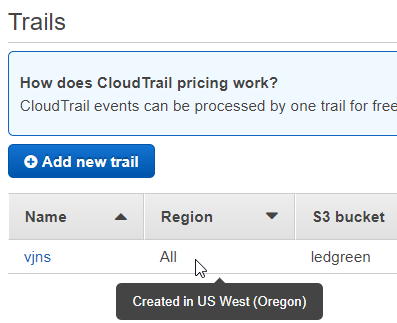 Trails
How does CloudTrail pricing work?
CloudTrail events can be processed by one trail for free
Add new trail
Name Region S3 bucket
vjns All ledgreen
Created in US West (Oregon)